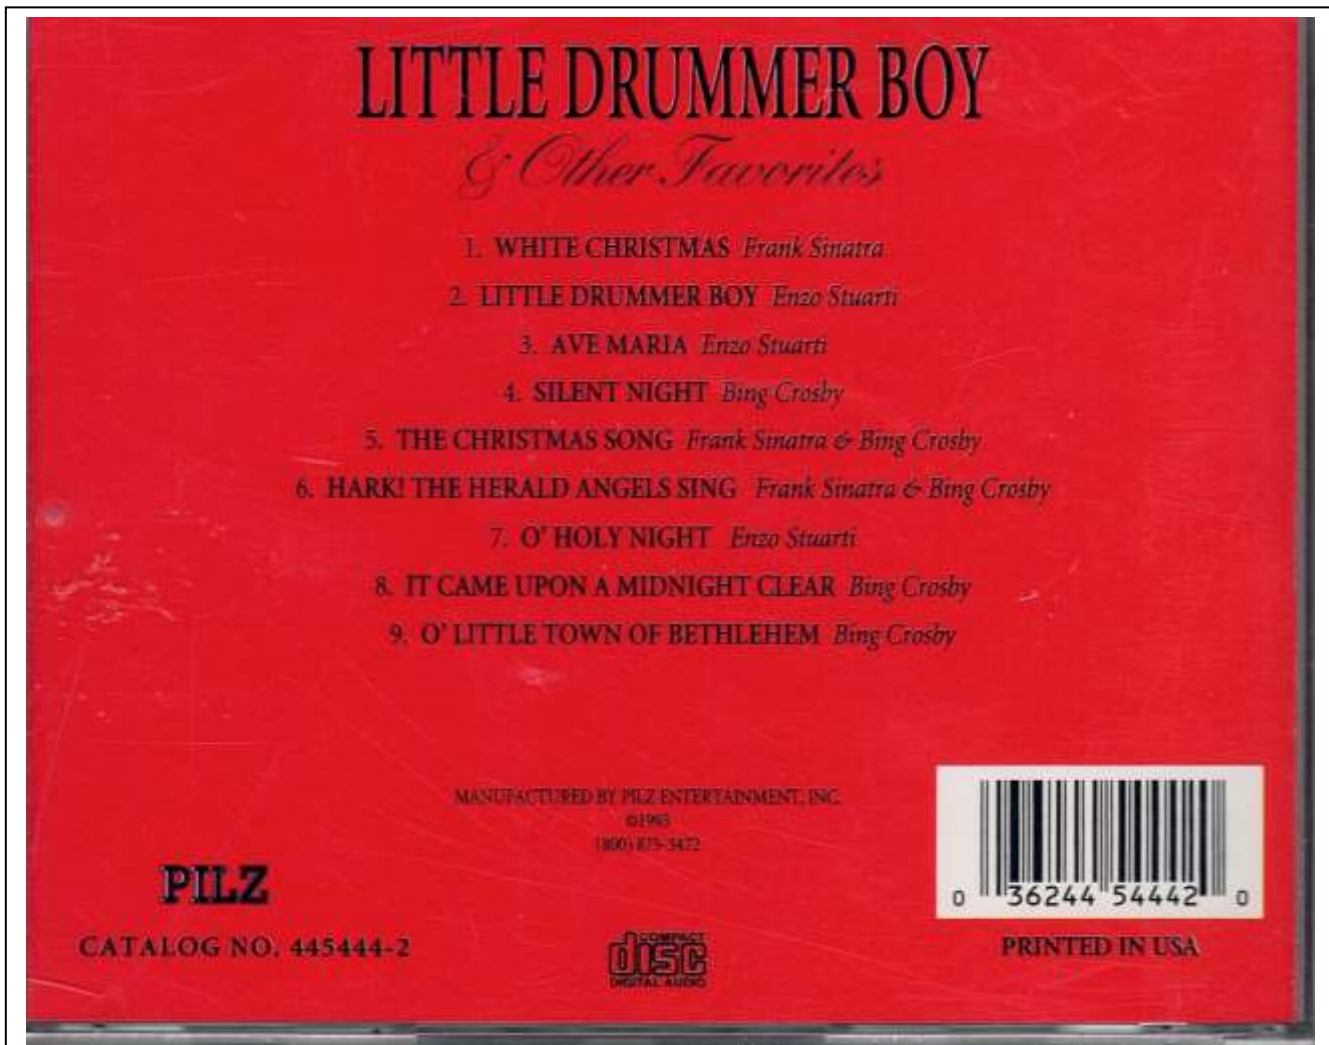 LITTLE DRUMMER BOY
& Other Favorites
1. WHITE CHRISTMAS Frank Sinatra
2. LITTLE DRUMMER BOY Enzo Stuarti
3. AVE MARIA Enzo Stuarti
4. SILENT NIGHT Bing Crosby
5. THE CHRISTMAS SONG Frank Sinatra & Bing Crosby
6. HARK! THE HERALD ANGELS SING Frank Sinatra & Bing Crosby
7. O' HOLY NIGHT Enzo Stuarti
8. IT CAME UPON A MIDNIGHT CLEAR Bing Crosby
9. O' LITTLE TOWN OF BETHLEHEM Bing Crosby
MANUFACTURED BY PILZ ENTERTAINMENT, INC.
(800)
0 36244 54442 0
PILZ
CATALOG NO. 445444-2
COMPACT
disc
DIGITAL AUDIO
PRINTED IN USA